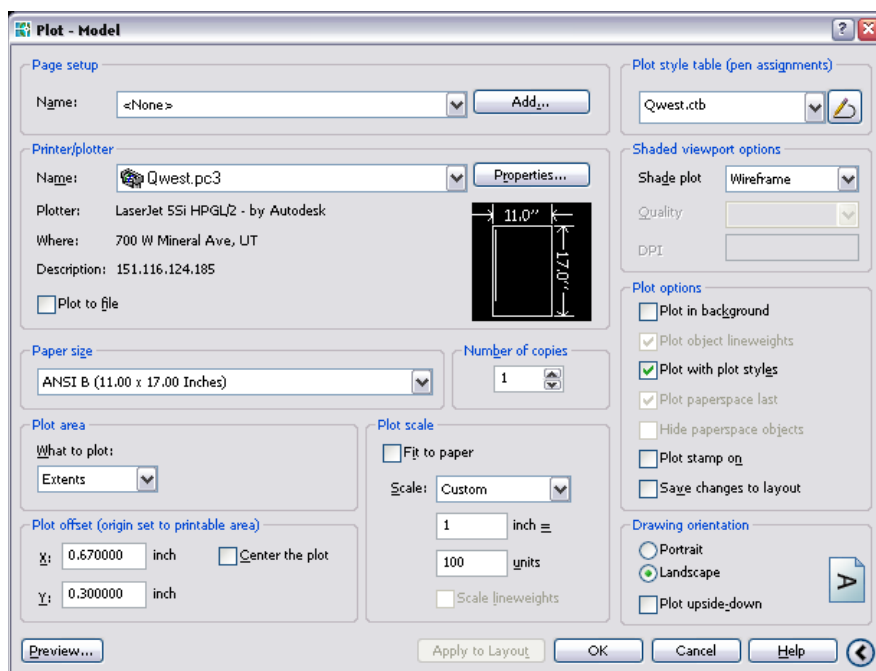 Plot - Model
Page setup
Name: <None> Add...
Printer/plotter
Name: Qwest.pc3 Properties...
Plotter: LaserJet 5Si HPGL/2 - by Autodesk
Where: 700 W Mineral Ave, UT
Description: 151.116.124.185
Plot to file
11.0''
17.0''
Paper size
ANSI B (11.00 x 17.00 Inches)
Number of copies
1
Plot area
What to plot:
Extents
Plot offset (origin set to printable area)
X: 0.670000 inch Center the plot
Y: 0.300000 inch
Plot scale
Fit to paper
Scale: Custom
1 inch =
100 units
Scale lineweights
Plot style table (pen assignments)
Qwest.ctb
Shaded viewport options
Shade plot Wireframe
Quality
DPI
Plot options
Plot in background
Plot object lineweights
Plot with plot styles
Plot paperspace last
Hide paperspace objects
Plot stamp on
Save changes to layout
Drawing orientation
Portrait
Landscape
Plot upside-down
A
Preview... Apply to Layout OK Cancel Help